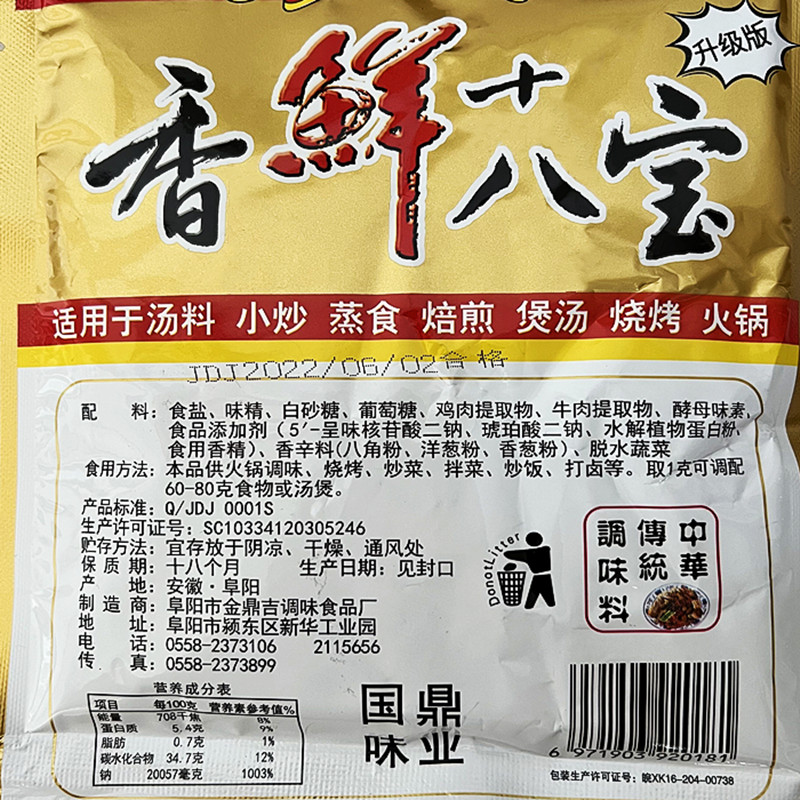 升级版
香鲜十八宝
适用于汤料 小炒 蒸食 焙煎 煲汤 烧烤 火锅
JDJ2022/06/02合格
配 料：食盐、味精、白砂糖、葡萄糖、鸡肉提取物、牛肉提取物、酵母味素、
食品添加剂（5′-呈味核苷酸二钠、琥珀酸二钠、水解植物蛋白粉、
食用香精）、香辛料(八角粉、洋葱粉、香葱粉）、脱水蔬菜
食用方法：本品供火锅调味、烧烤、炒菜、拌菜、炒饭、打卤等。取1克可调配
60-80克食物或汤煲。
产品标准：Q/JDJ 0001S
生产许可证号：SC10334120305246
贮存方法：宜存放于阴凉、干燥、通风处
保 质 期：十八个月 生产日期：见封口
产 地：安徽·阜阳
制 造 商：阜阳市金鼎吉调味食品厂
地 址：阜阳市颍东区新华工业园
电 话：0558-2373106 2115656
传 真：0558-2373899
DonotLitter
中華
傳統
調味料
营养成分表
项目 每100克 营养素参考值%
能量 708千焦 8%
蛋白质 5.4克 9%
脂肪 0.7克 1%
碳水化合物 34.7克 12%
钠 20057毫克 1003%
国鼎
味业
6 971903 920181
包装生产许可证号：皖XK16-204-00738